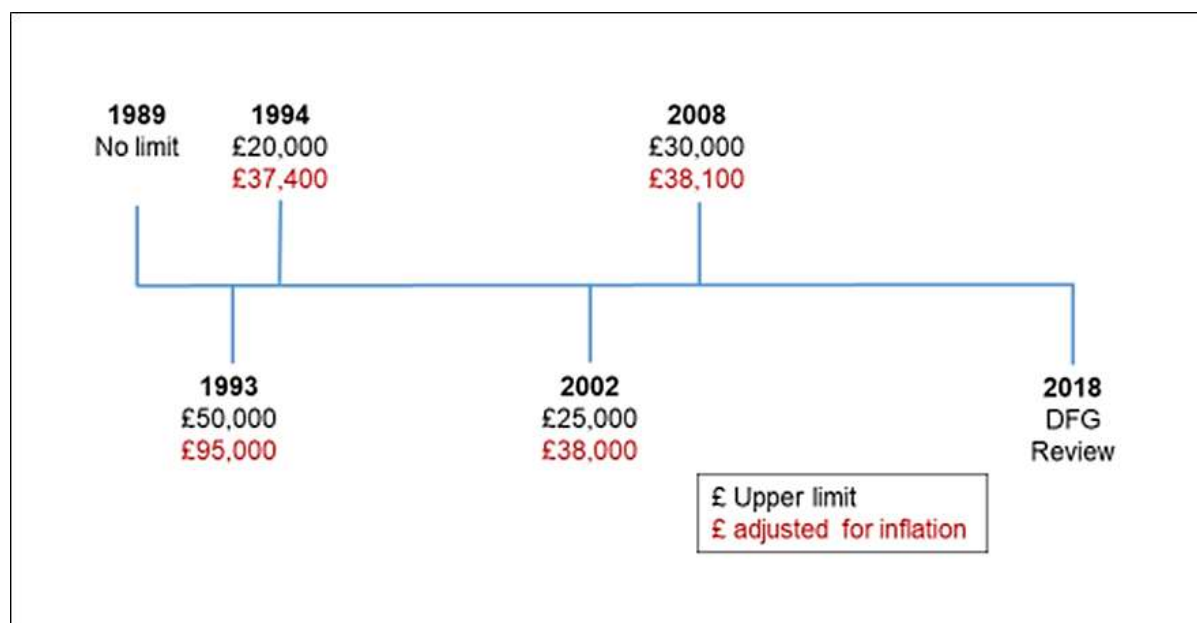 1989
No limit
1994
£20,000
£37,400
2008
£30,000
£38,100
1993
£50,000
£95,000
2002
£25,000
£38,000
2018
DFG
Review
£ Upper limit
£ adjusted for inflation